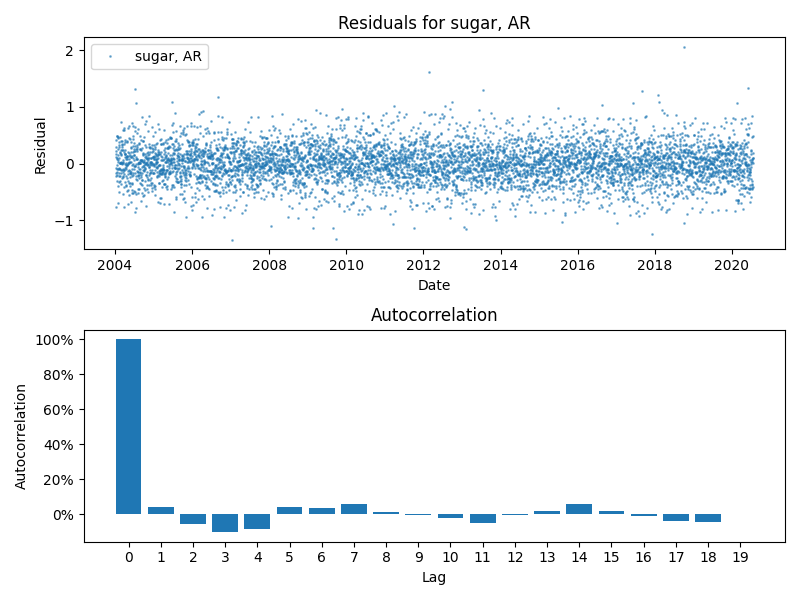 Residuals for sugar, AR
sugar, AR
2
1
0
−1
Residual
2004 2006 2008 2010 2012 2014 2016 2018 2020
Date
Autocorrelation
100%
80%
60%
40%
20%
0%
Autocorrelation
0 1 2 3 4 5 6 7 8 9 10 11 12 13 14 15 16 17 18 19
Lag